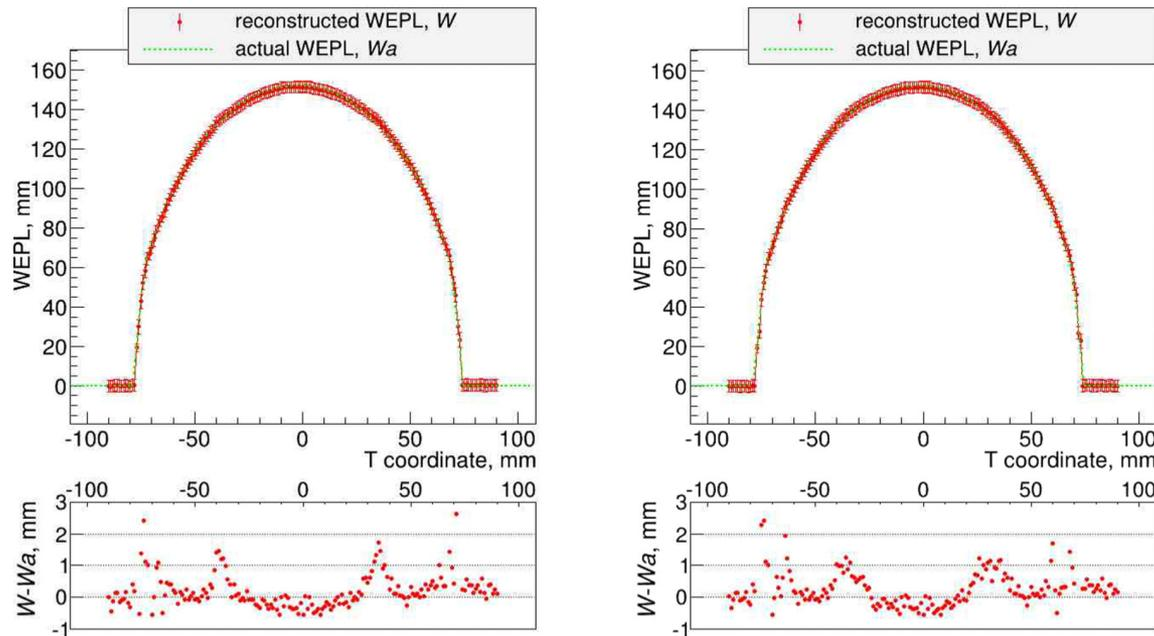 reconstructed WEPL, W
actual WEPL, Wa
160
140
120
100
80
60
40
20
0
WEPL, mm
-100 -50 0 50 100
T coordinate, mm
-100 -50 0 50 100
3
2
1
0
-1
W-Wa, mm
reconstructed WEPL, W
actual WEPL, Wa
160
140
120
100
80
60
40
20
0
WEPL, mm
-100 -50 0 50 100
T coordinate, mm
-100 -50 0 50 100
3
2
1
0
-1
W-Wa, mm